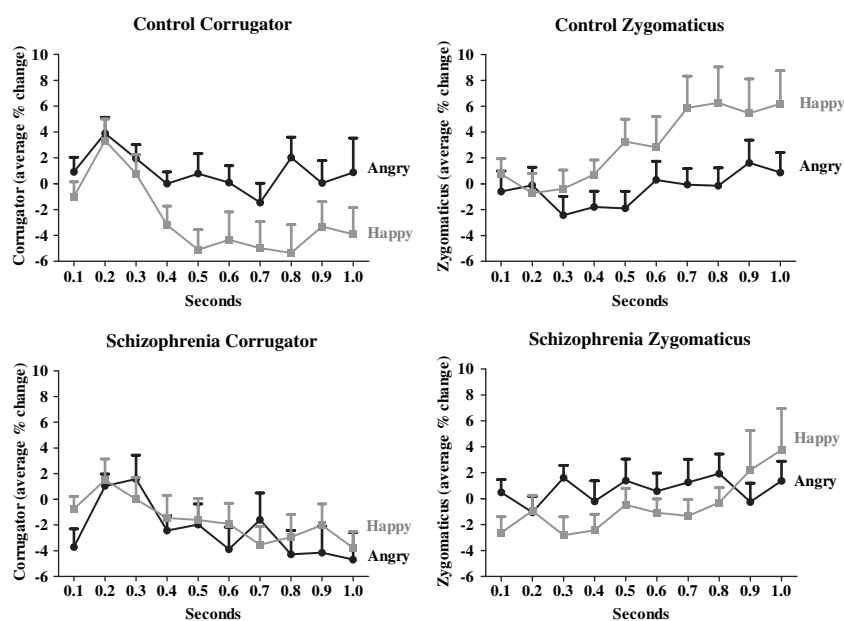 Control Corrugator
Corrugator (average % change)
10
8
6
4
2
0
-2
-4
-6
Angry
Happy
0.1 0.2 0.3 0.4 0.5 0.6 0.7 0.8 0.9 1.0
Seconds
Control Zygomaticus
Zygomaticus (average % change)
10
8
6
4
2
0
-2
-4
-6
Happy
Angry
0.1 0.2 0.3 0.4 0.5 0.6 0.7 0.8 0.9 1.0
Seconds
Schizophrenia Corrugator
Corrugator (average % change)
10
8
6
4
2
0
-2
-4
-6
Happy
Angry
0.1 0.2 0.3 0.4 0.5 0.6 0.7 0.8 0.9 1.0
Seconds
Schizophrenia Zygomaticus
Zygomaticus (average % change)
10
8
6
4
2
0
-2
-4
-6
Happy
Angry
0.1 0.2 0.3 0.4 0.5 0.6 0.7 0.8 0.9 1.0
Seconds